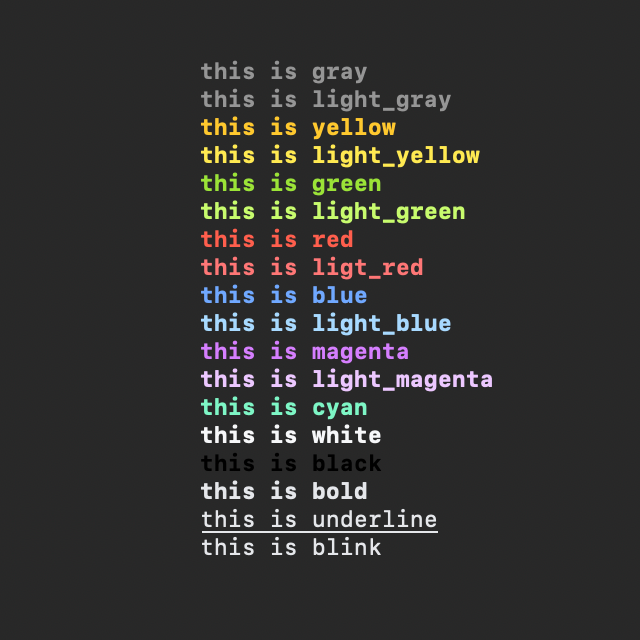 this is gray
this is light_gray
this is yellow
this is light_yellow
this is green
this is light_green
this is red
this is ligt_red
this is blue
this is light_blue
this is magenta
this is light_magenta
this is cyan
this is white
this is black
this is bold
this is underline
this is blink